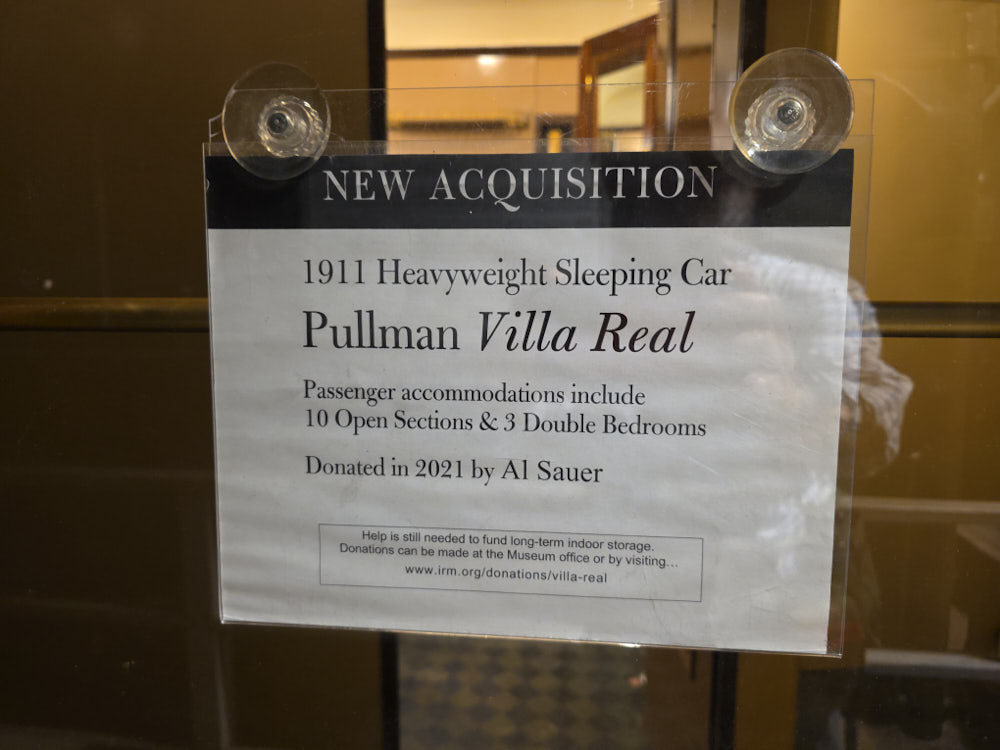 NEW ACQUISITION
1911 Heavyweight Sleeping Car
Pullman Villa Real
Passenger accommodations include
10 Open Sections & 3 Double Bedrooms
Donated in 2021 by Al Sauer
Help is still needed to fund long-term indoor storage.
Donations can be made at the Museum office or by visiting...
www.irm.org/donations/villa-real